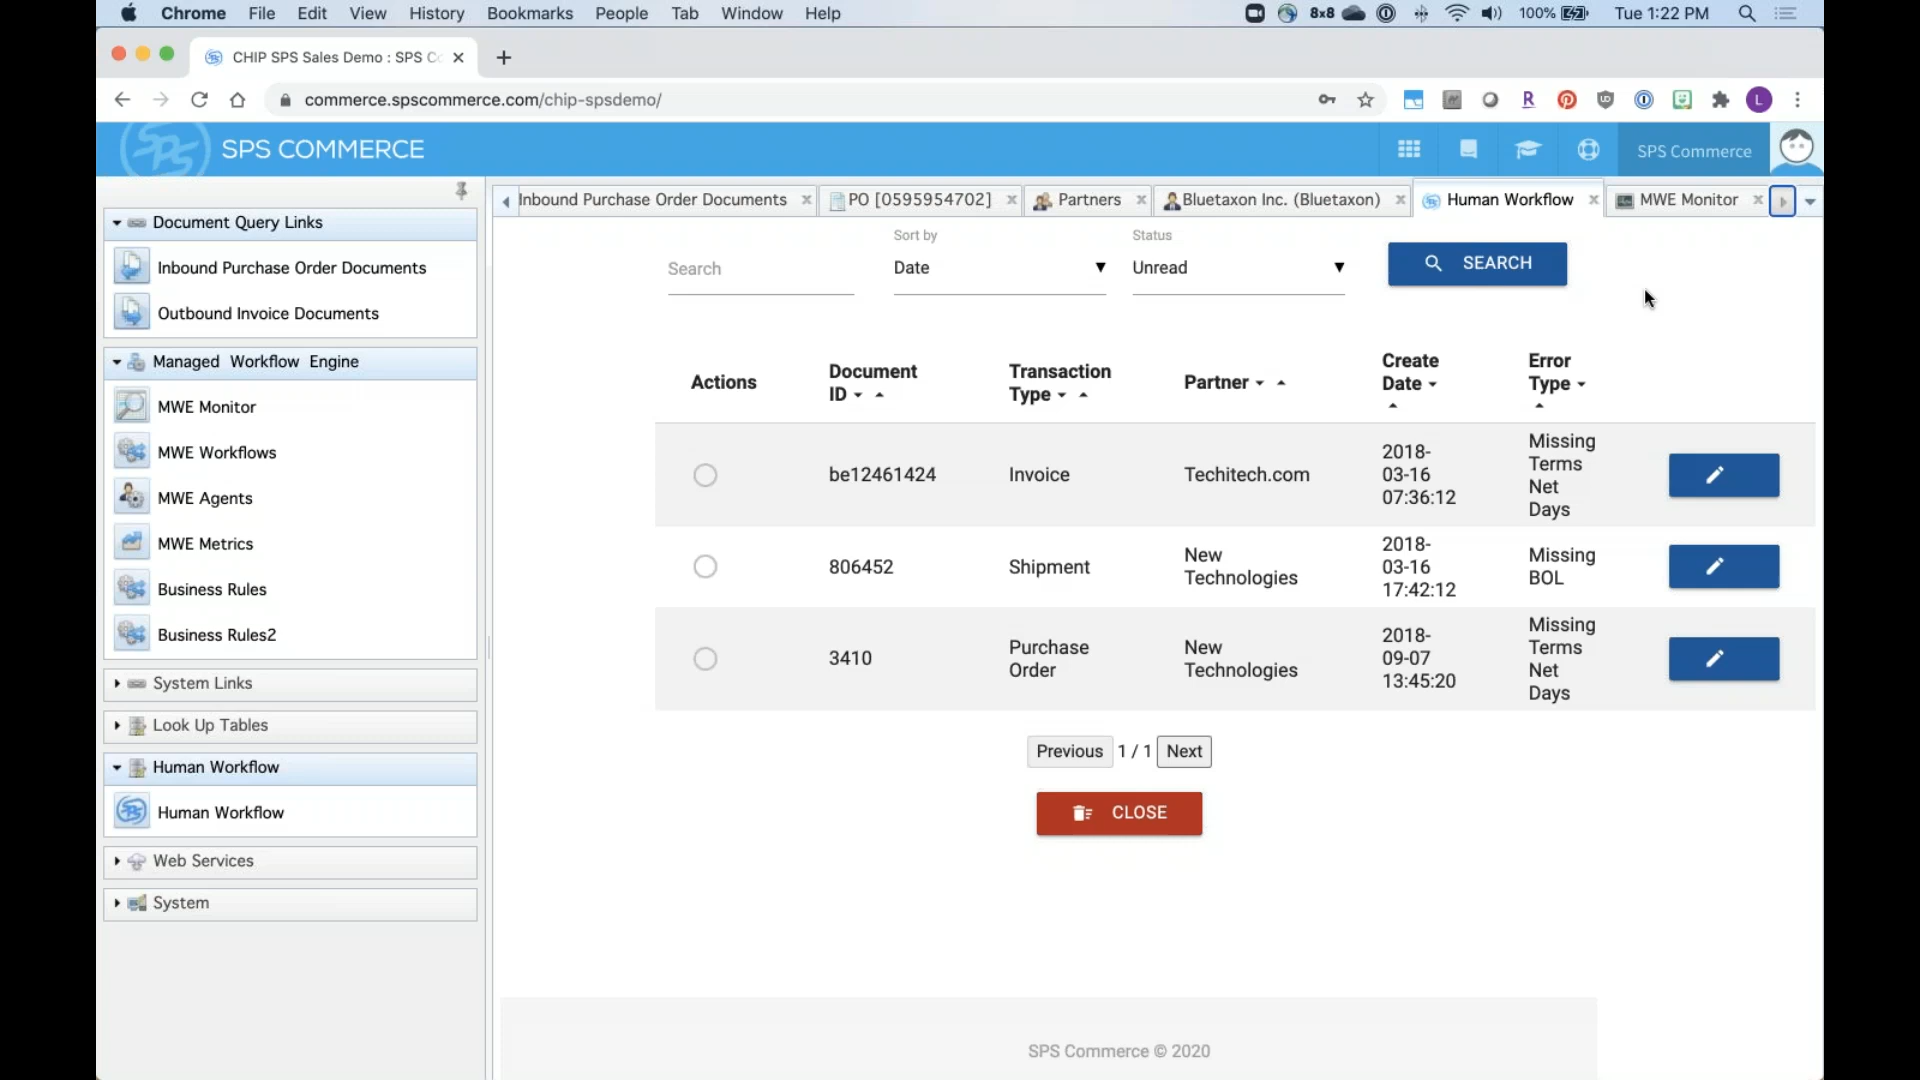 Chrome File Edit View History Bookmarks People Tab Window Help 8x8 100% Tue 1:22 PM
CHIP SPS Sales Demo : SPS Co
commerce.spscommerce.com/chip-spsdemo/
SPS COMMERCE
SPS Commerce
Inbound Purchase Order Documents
PO [0595954702]
Partners
Bluetaxon Inc. (Bluetaxon)
Human Workflow
MWE Monitor
Document Query Links
Inbound Purchase Order Documents
Outbound Invoice Documents
Managed Workflow Engine
MWE Monitor
MWE Workflows
MWE Agents
MWE Metrics
Business Rules
Business Rules2
System Links
Look Up Tables
Human Workflow
Human Workflow
Web Services
System
Search
Sort by
Date
Status
Unread
SEARCH
Actions
Document
ID
Transaction
Type
Partner
Create
Date
Error
Type
be12461424
Invoice
Techitech.com
2018-
03-16
07:36:12
Missing
Terms
Net
Days
806452
Shipment
New
Technologies
2018-
03-16
17:42:12
Missing
BOL
3410
Purchase
Order
New
Technologies
2018-
09-07
13:45:20
Missing
Terms
Net
Days
Previous 1 / 1 Next
CLOSE
SPS Commerce © 2020